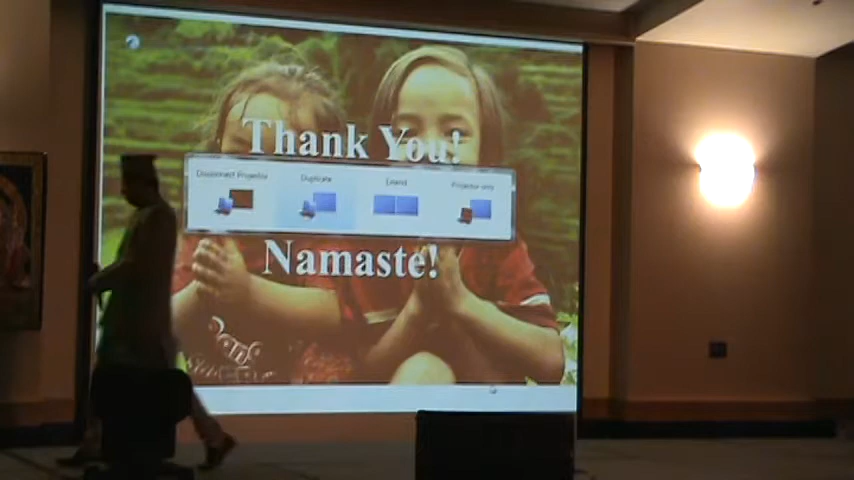 Thank You!
Disconnect Projector
Duplicate
Extend
Projector only
Namaste!